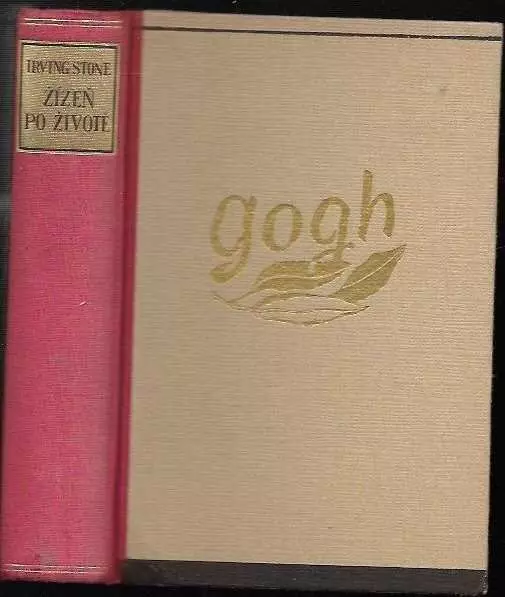 IRVING STONE
ŽÍZEŇ
PO ŽIVOTĚ
gogh